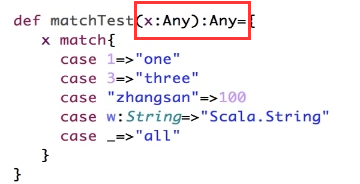 def matchTest(x:Any):Any={
x match{
case 1=>"one"
case 3=>"three"
case "zhangsan"=>100
case w:String=>"Scala.String"
case _=>"all"
}
}